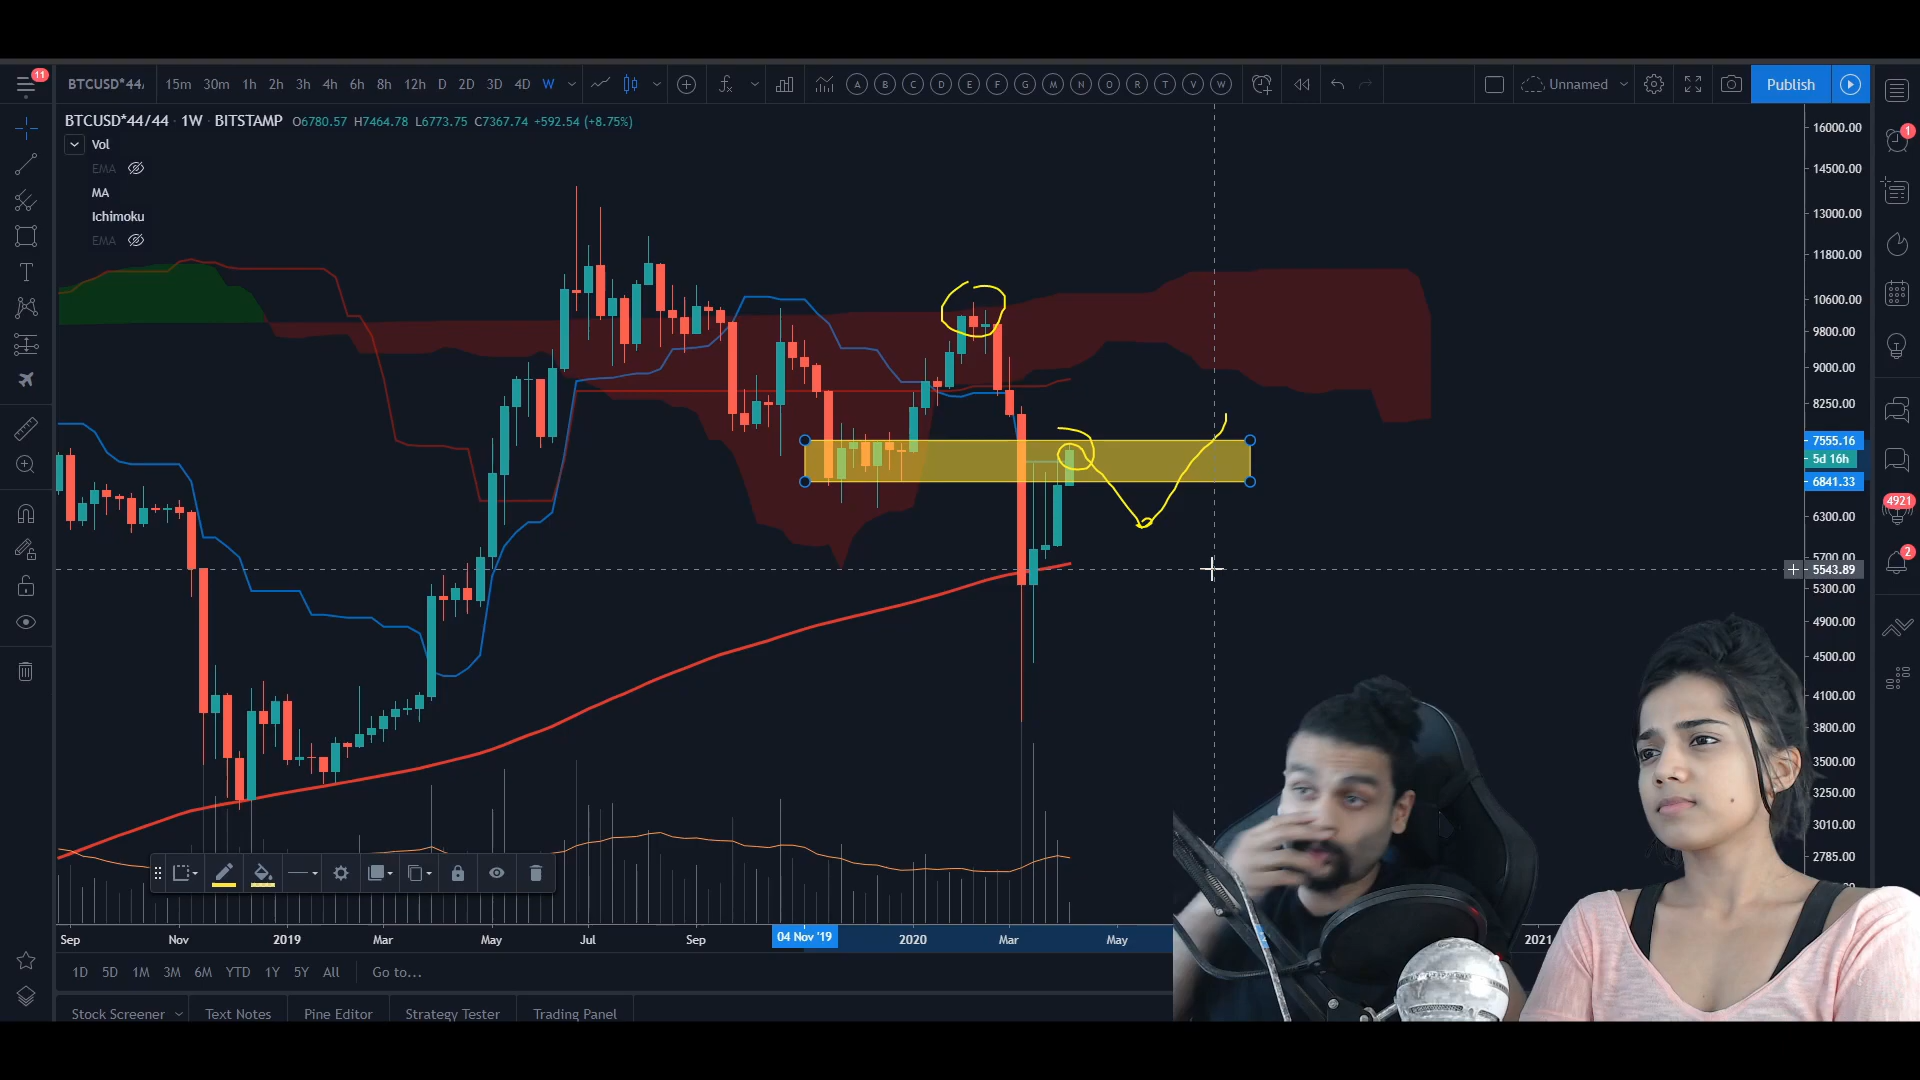 11
BTCUSD*44/
15m 30m 1h 2h 3h 4h 6h 8h 12h D 2D 3D 4D W
A B C D E F G M N O R T V W
Unnamed
Publish
BTCUSD*44/44 · 1W · BITSTAMP O6780.57 H7464.78 L6773.75 C7367.74 +592.54 (+8.75%)
Vol
EMA
MA
Ichimoku
EMA
16000.00
14500.00
13000.00
11800.00
10600.00
9800.00
9000.00
8250.00
7555.16
5d 16h
6841.33
6300.00
5700.00
5543.89
5300.00
4900.00
4500.00
4100.00
3800.00
3500.00
3250.00
3010.00
2785.00
1
4921
2
Sep Nov 2019 Mar May Jul Sep 04 Nov '19 2020 Mar May 2021
1D 5D 1M 3M 6M YTD 1Y 5Y All Go to...
Stock Screener Text Notes Pine Editor Strategy Tester Trading Panel